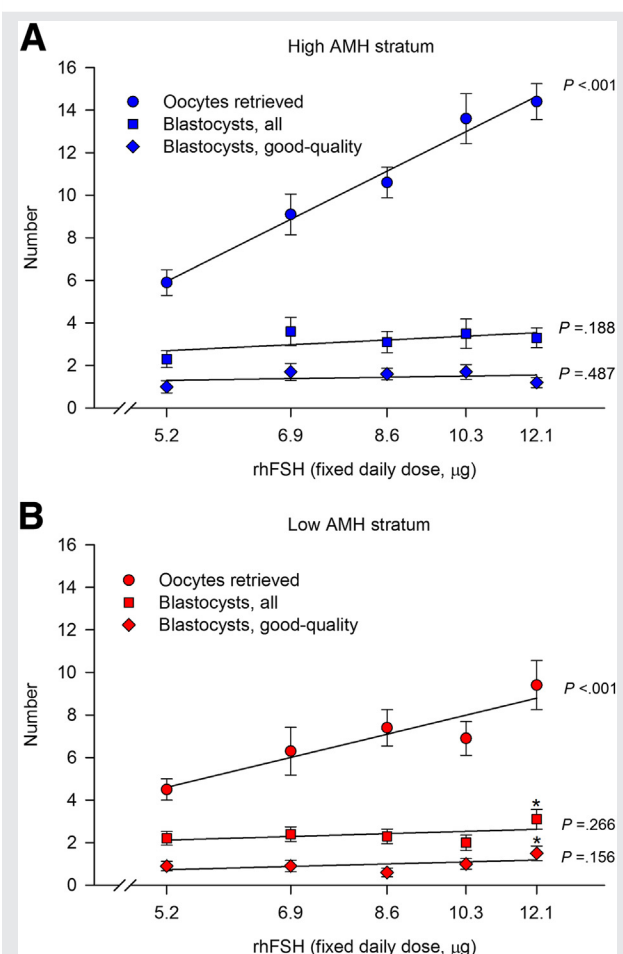 A
High AMH stratum
16
14
12
10
8
6
4
2
0
Number
Oocytes retrieved
Blastocysts, all
Blastocysts, good-quality
P <.001
P =.188
P =.487
5.2 6.9 8.6 10.3 12.1
rhFSH (fixed daily dose, μg)
B
Low AMH stratum
16
14
12
10
8
6
4
2
0
Number
Oocytes retrieved
Blastocysts, all
Blastocysts, good-quality
P <.001
*
P =.266
*
P =.156
5.2 6.9 8.6 10.3 12.1
rhFSH (fixed daily dose, μg)